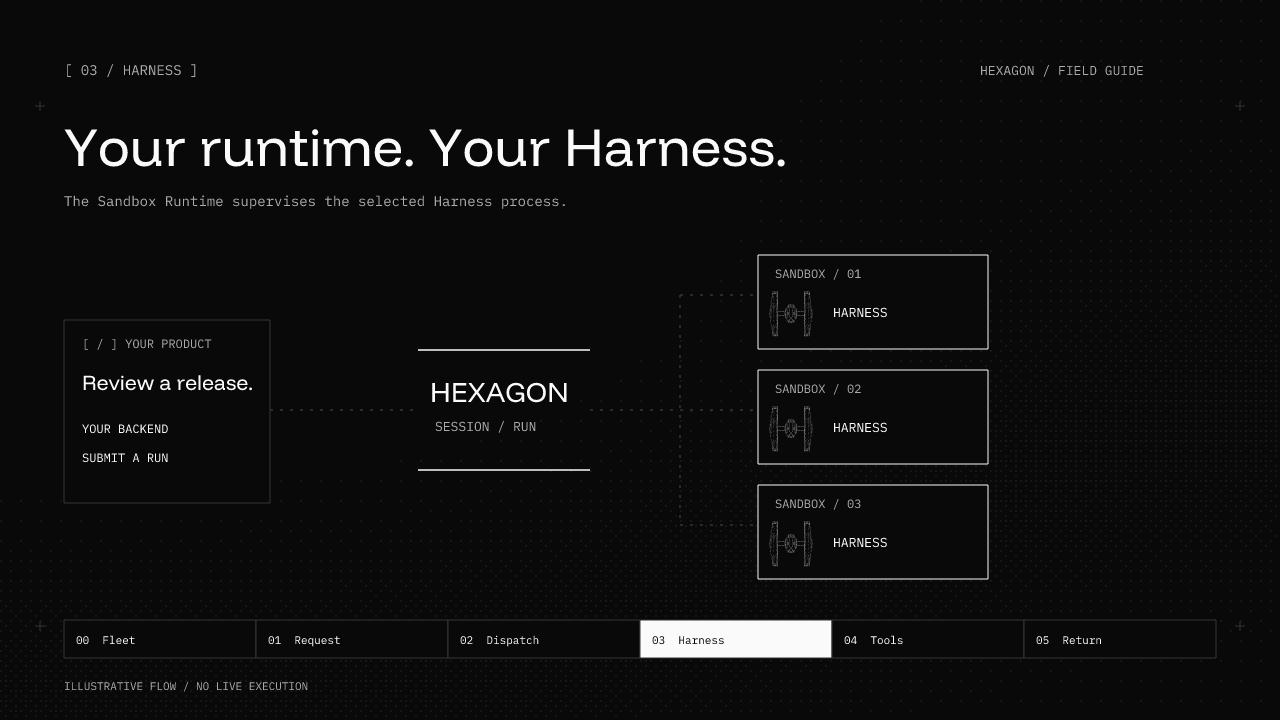 [ 03 / HARNESS ]
HEXAGON / FIELD GUIDE
Your runtime. Your Harness.
The Sandbox Runtime supervises the selected Harness process.
[ / ] YOUR PRODUCT
Review a release.
YOUR BACKEND
SUBMIT A RUN
HEXAGON
SESSION / RUN
SANDBOX / 01
HARNESS
SANDBOX / 02
HARNESS
SANDBOX / 03
HARNESS
00 Fleet
01 Request
02 Dispatch
03 Harness
04 Tools
05 Return
ILLUSTRATIVE FLOW / NO LIVE EXECUTION